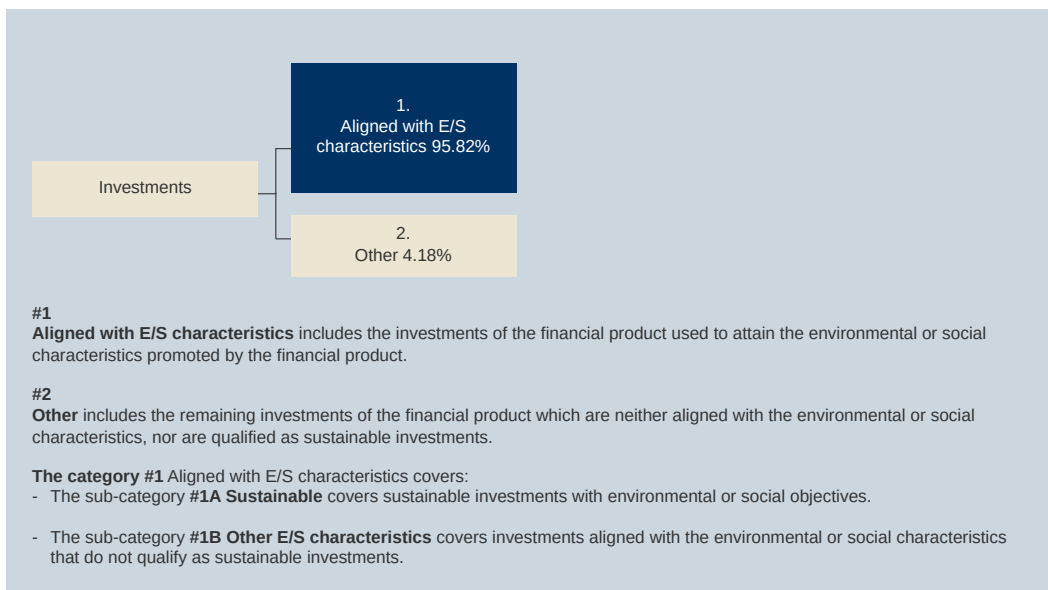 1.
Aligned with E/S
characteristics 95.82%
Investments
2.
Other 4.18%
#1
Aligned with E/S characteristics includes the investments of the financial product used to attain the environmental or social
characteristics promoted by the financial product.
#2
Other includes the remaining investments of the financial product which are neither aligned with the environmental or social
characteristics, nor are qualified as sustainable investments.
The category #1 Aligned with E/S characteristics covers:
- The sub-category #1A Sustainable covers sustainable investments with environmental or social objectives.
- The sub-category #1B Other E/S characteristics covers investments aligned with the environmental or social characteristics
that do not qualify as sustainable investments.